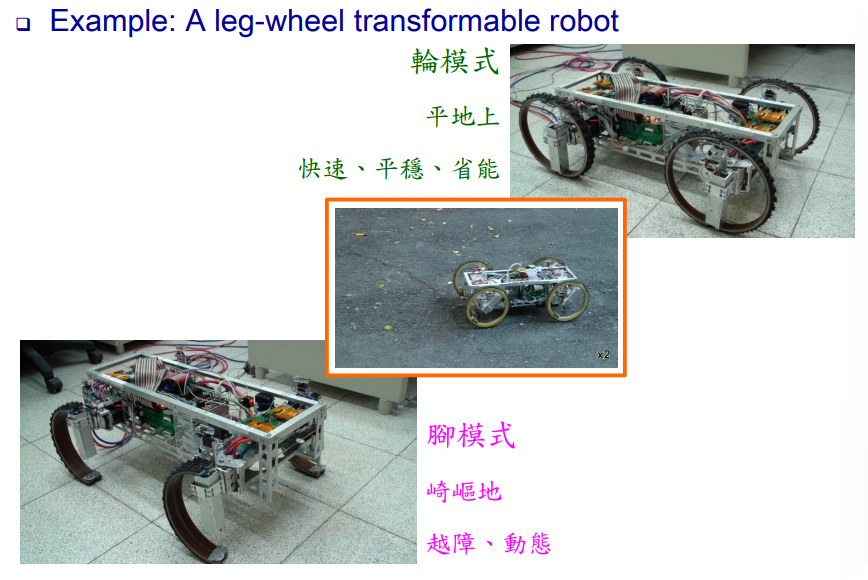 Example: A leg-wheel transformable robot
輪模式
平地上
快速、平穩、省能
x2
腳模式
崎嶇地
越障、動態